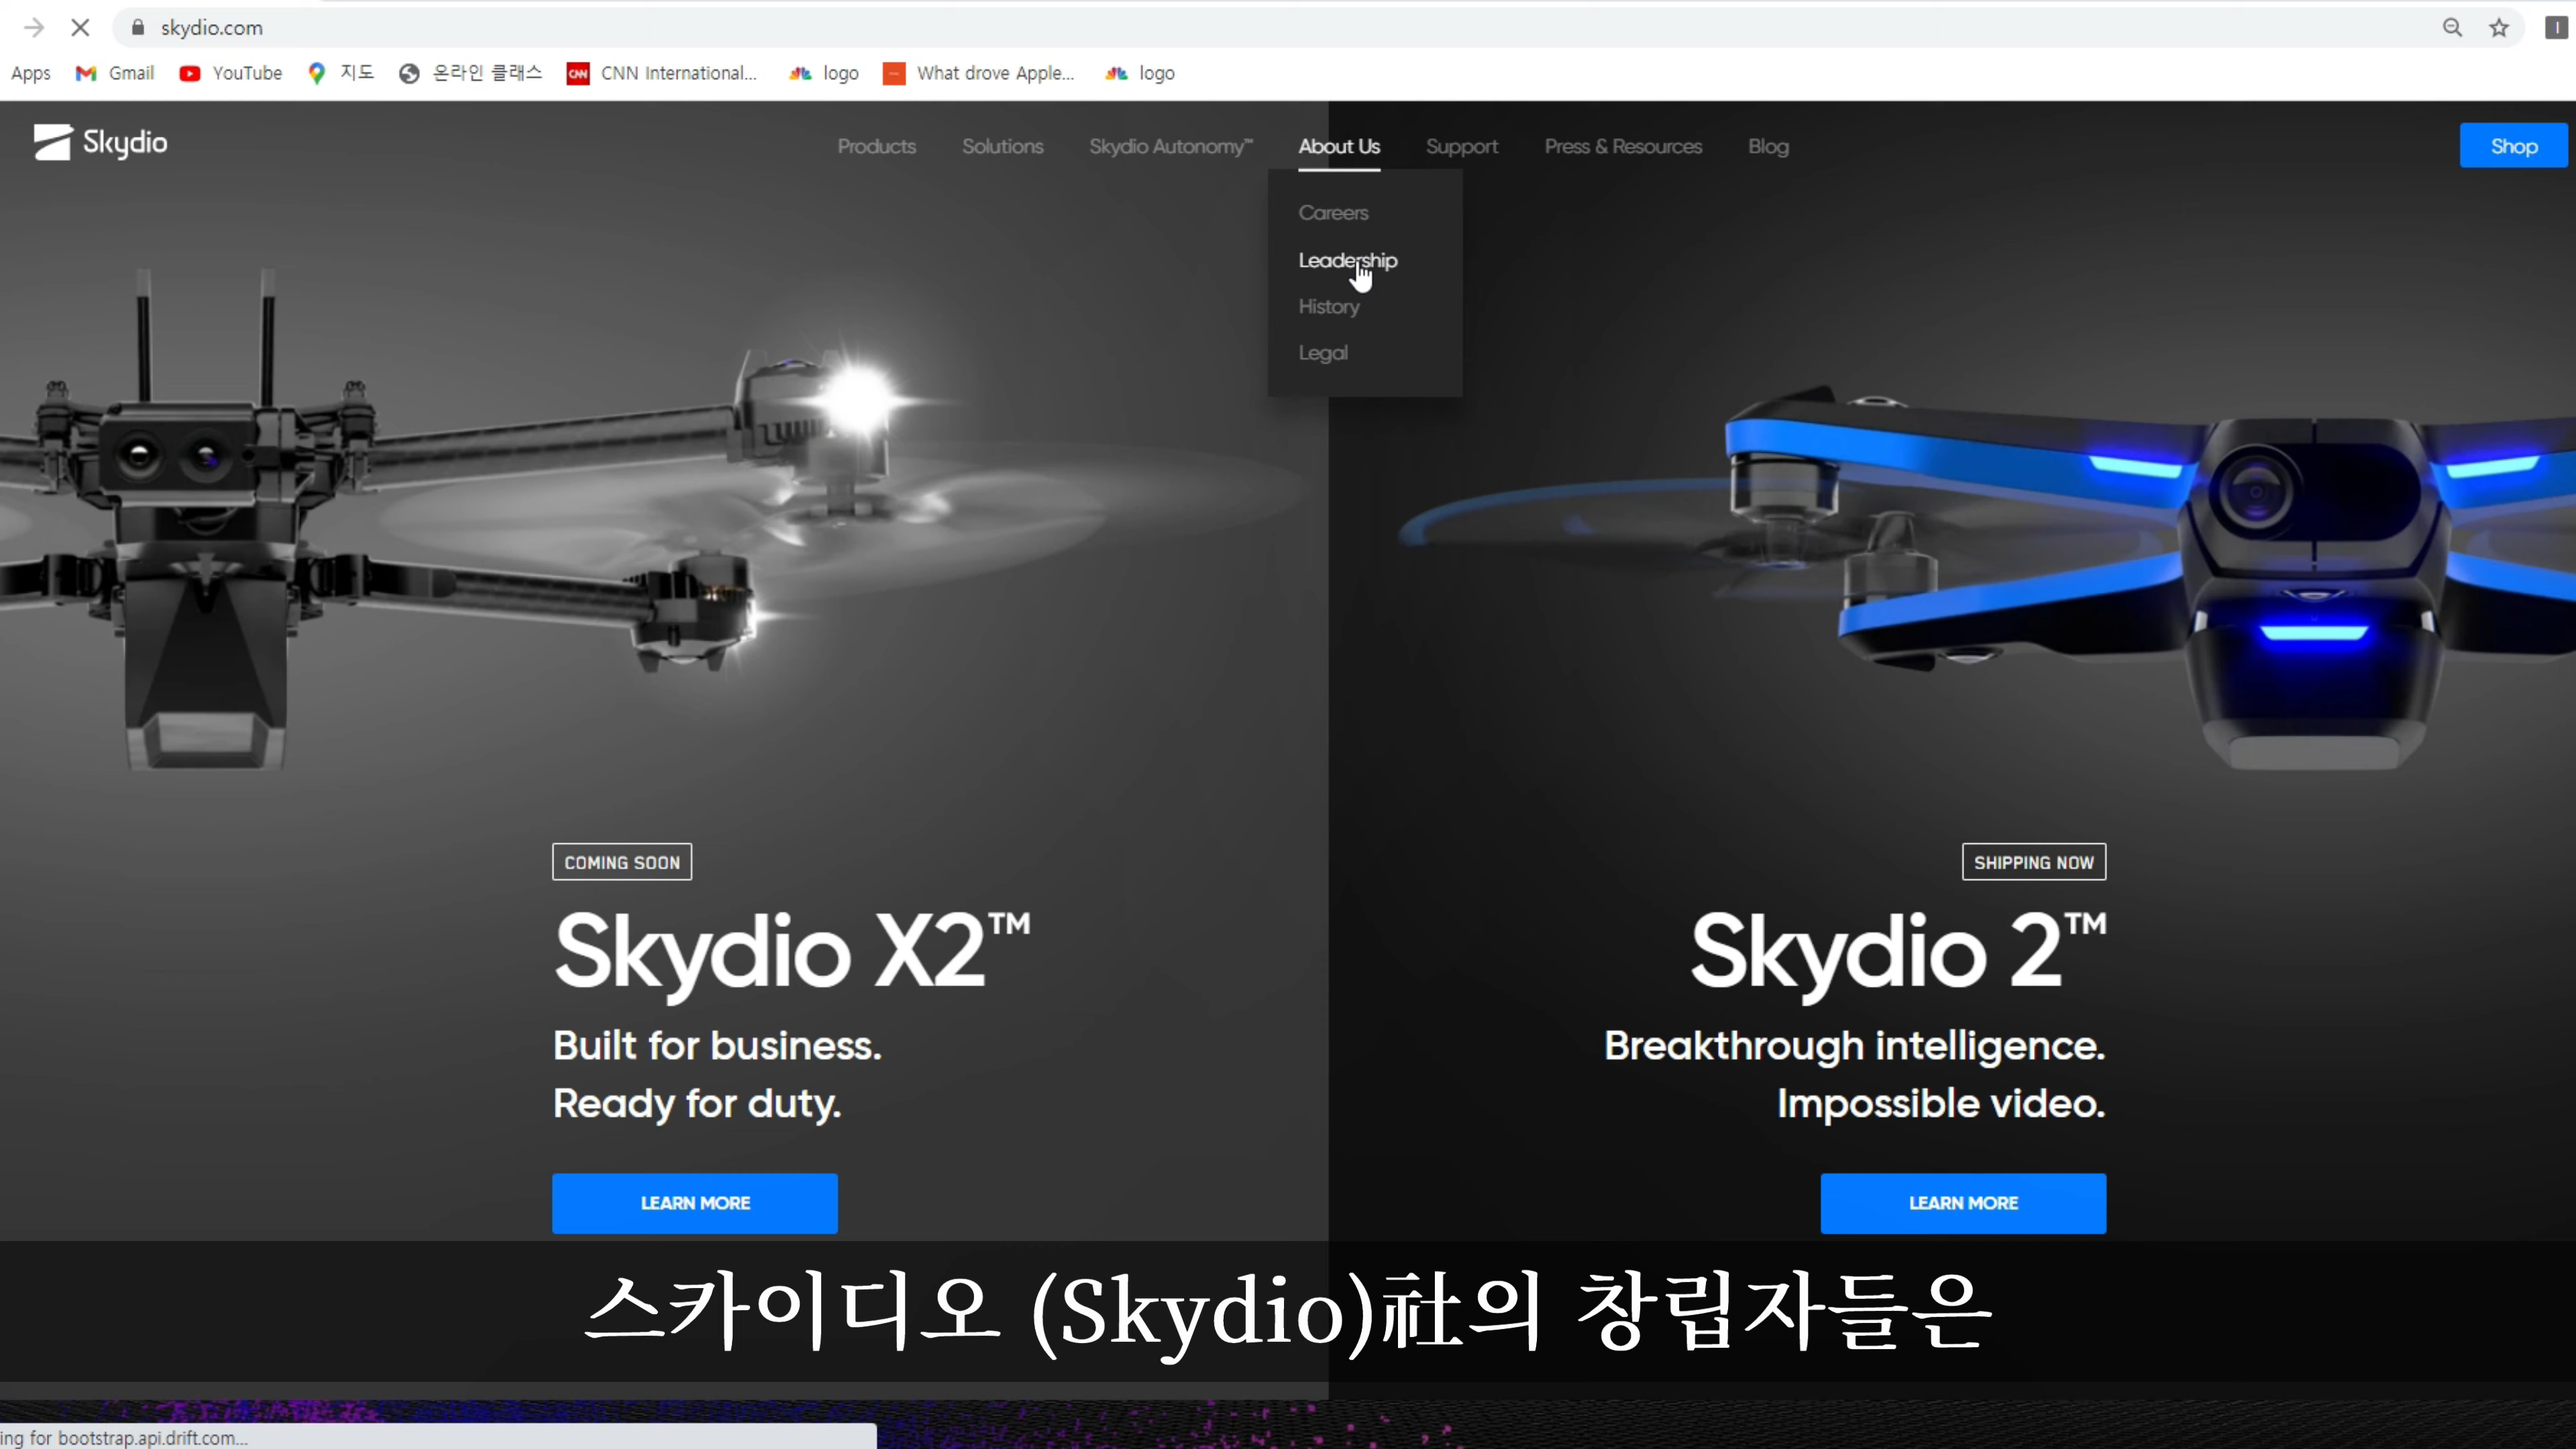 skydio.com
Apps Gmail YouTube 지도 온라인 클래스 CNN CNN International... logo What drove Apple... logo
Skydio Products Solutions Skydio Autonomy™ About Us Support Press & Resources Blog Shop
Careers
Leadership
History
Legal
COMING SOON
Skydio X2™
Built for business.
Ready for duty.
LEARN MORE
SHIPPING NOW
Skydio 2™
Breakthrough intelligence.
Impossible video.
LEARN MORE
스카이디오 (Skydio)社의 창립자들은
ing for bootstrap.api.drift.com...